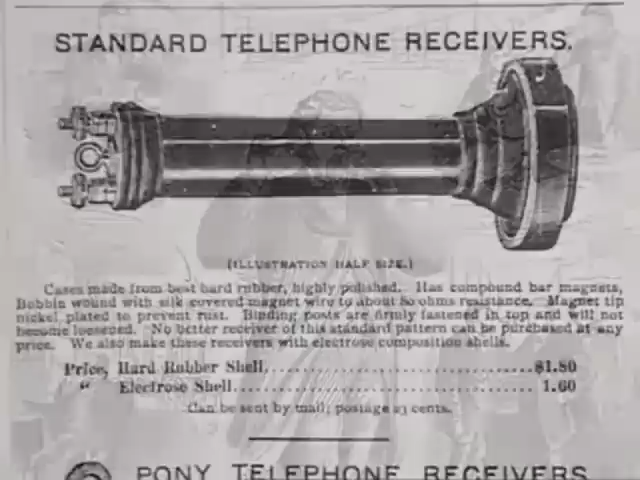 STANDARD TELEPHONE RECEIVERS.
(ILLUSTRATION HALF SIZE.)
Cases made from best hard rubber, highly polished. Has compound bar magnets,
Bobbin wound with silk covered magnet wire to about 80 ohms resistance. Magnet tip
nickel plated to prevent rust. Binding posts are firmly fastened in top and will not
become loosened. No better receiver of this standard pattern can be purchased at any
price. We also make these receivers with electrose composition shells.
Price, Hard Rubber Shell..............................$1.80
" Electrose Shell..................................1.60
Can be sent by mail; postage 23 cents.
PONY TELEPHONE RECEIVERS